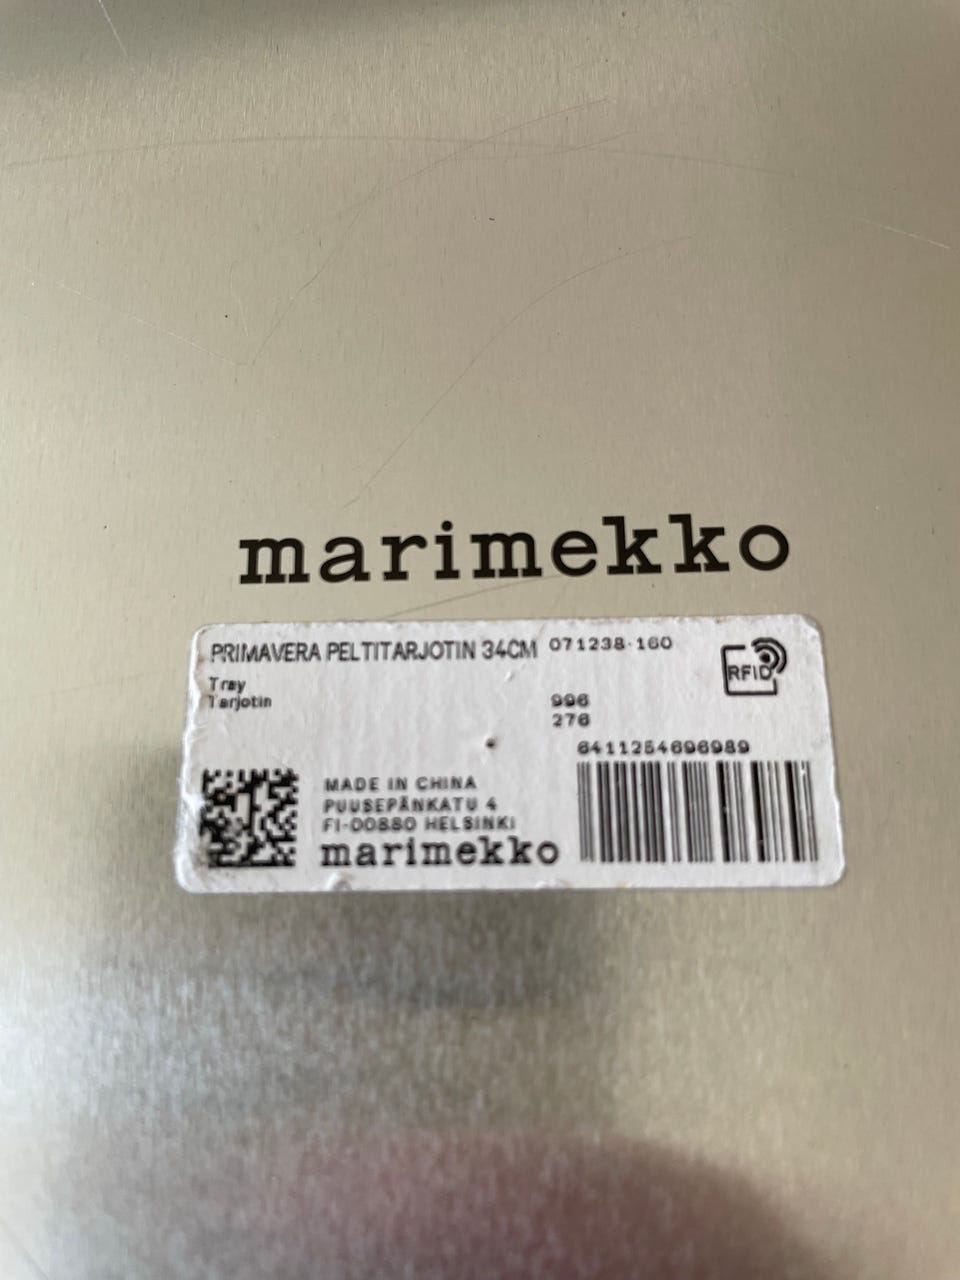 marimekko
PRIMAVERA PELTITARJOTIN 34CM 071238-160
RFID
Tray
Tarjotin
996
276
6411254696989
MADE IN CHINA
PUUSEPÄNKATU 4
FI-00880 HELSINKI
marimekko